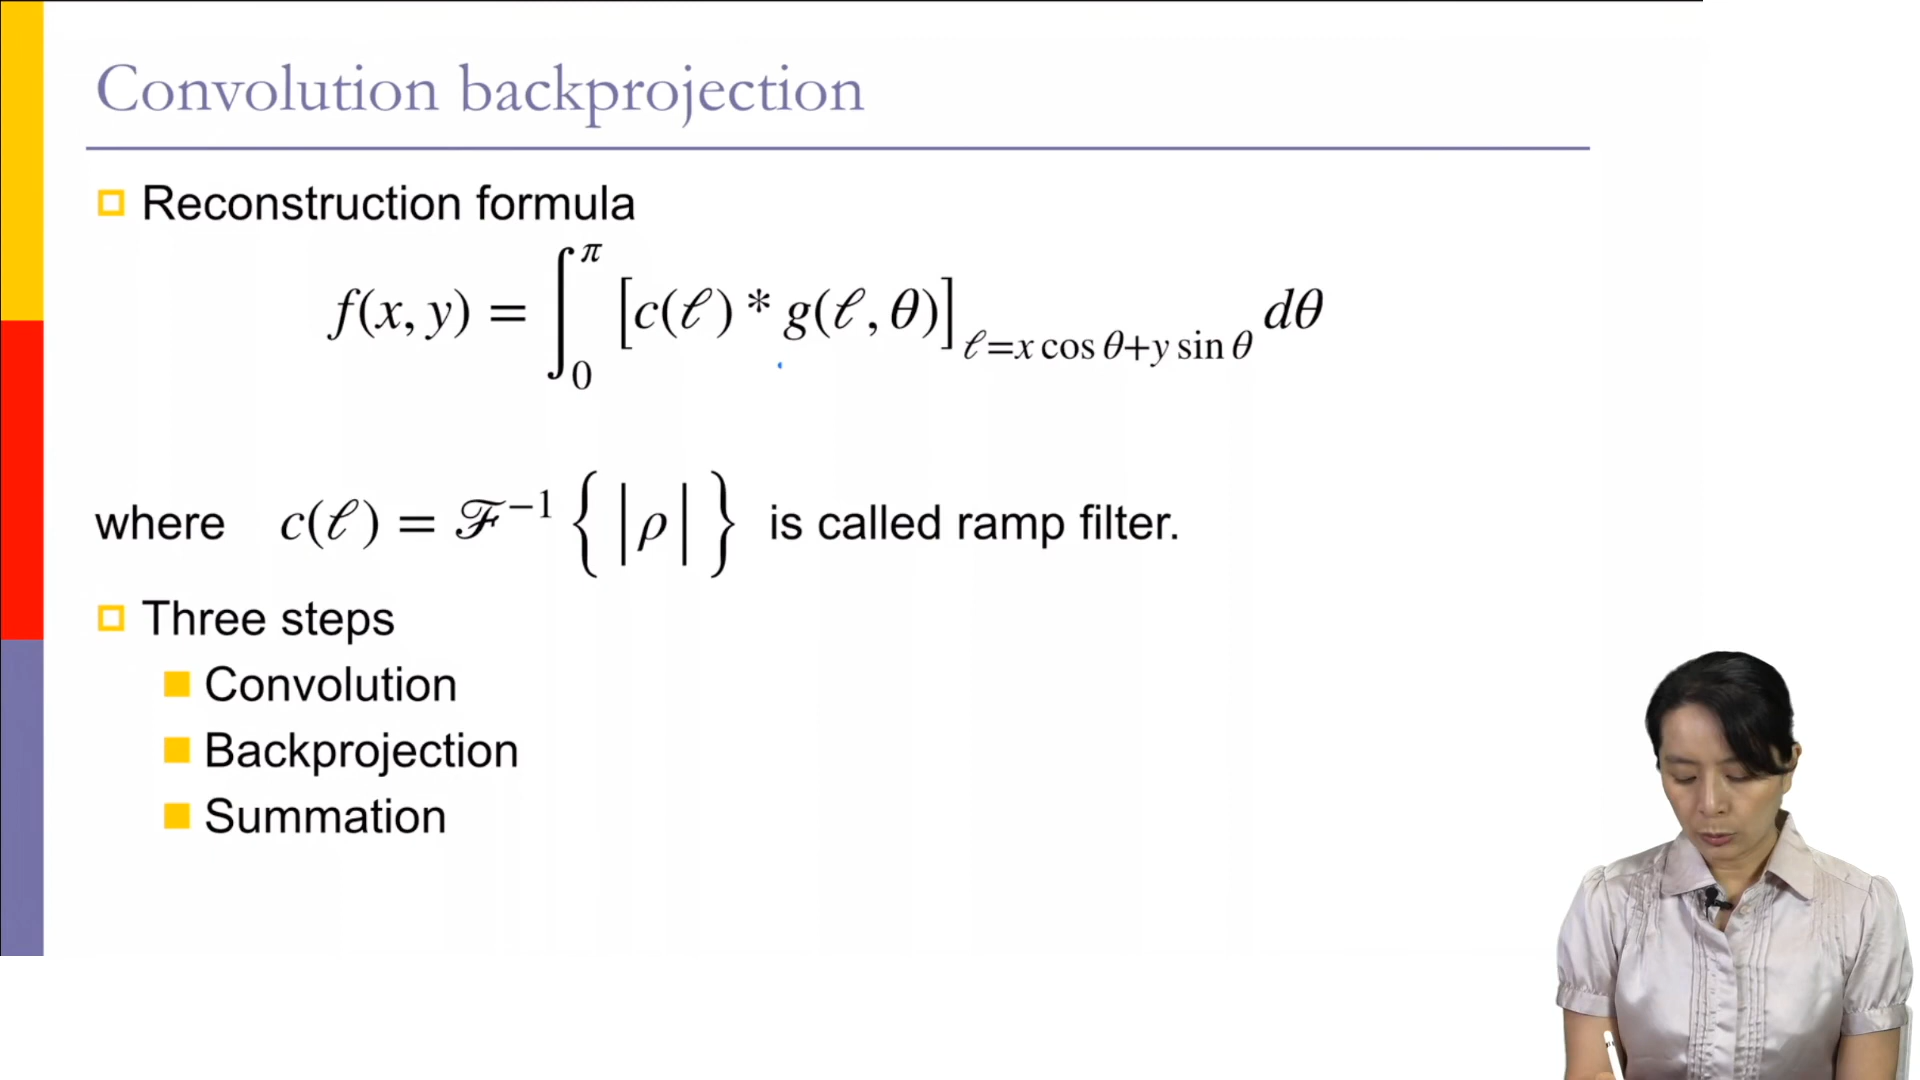 Convolution backprojection
Reconstruction formula
f(x, y) = ∫₀^π [c(ℓ) * g(ℓ, θ)]_{ℓ=x cos θ+y sin θ} dθ
where c(ℓ) = ℱ⁻¹ { |ρ| } is called ramp filter.
Three steps
Convolution
Backprojection
Summation